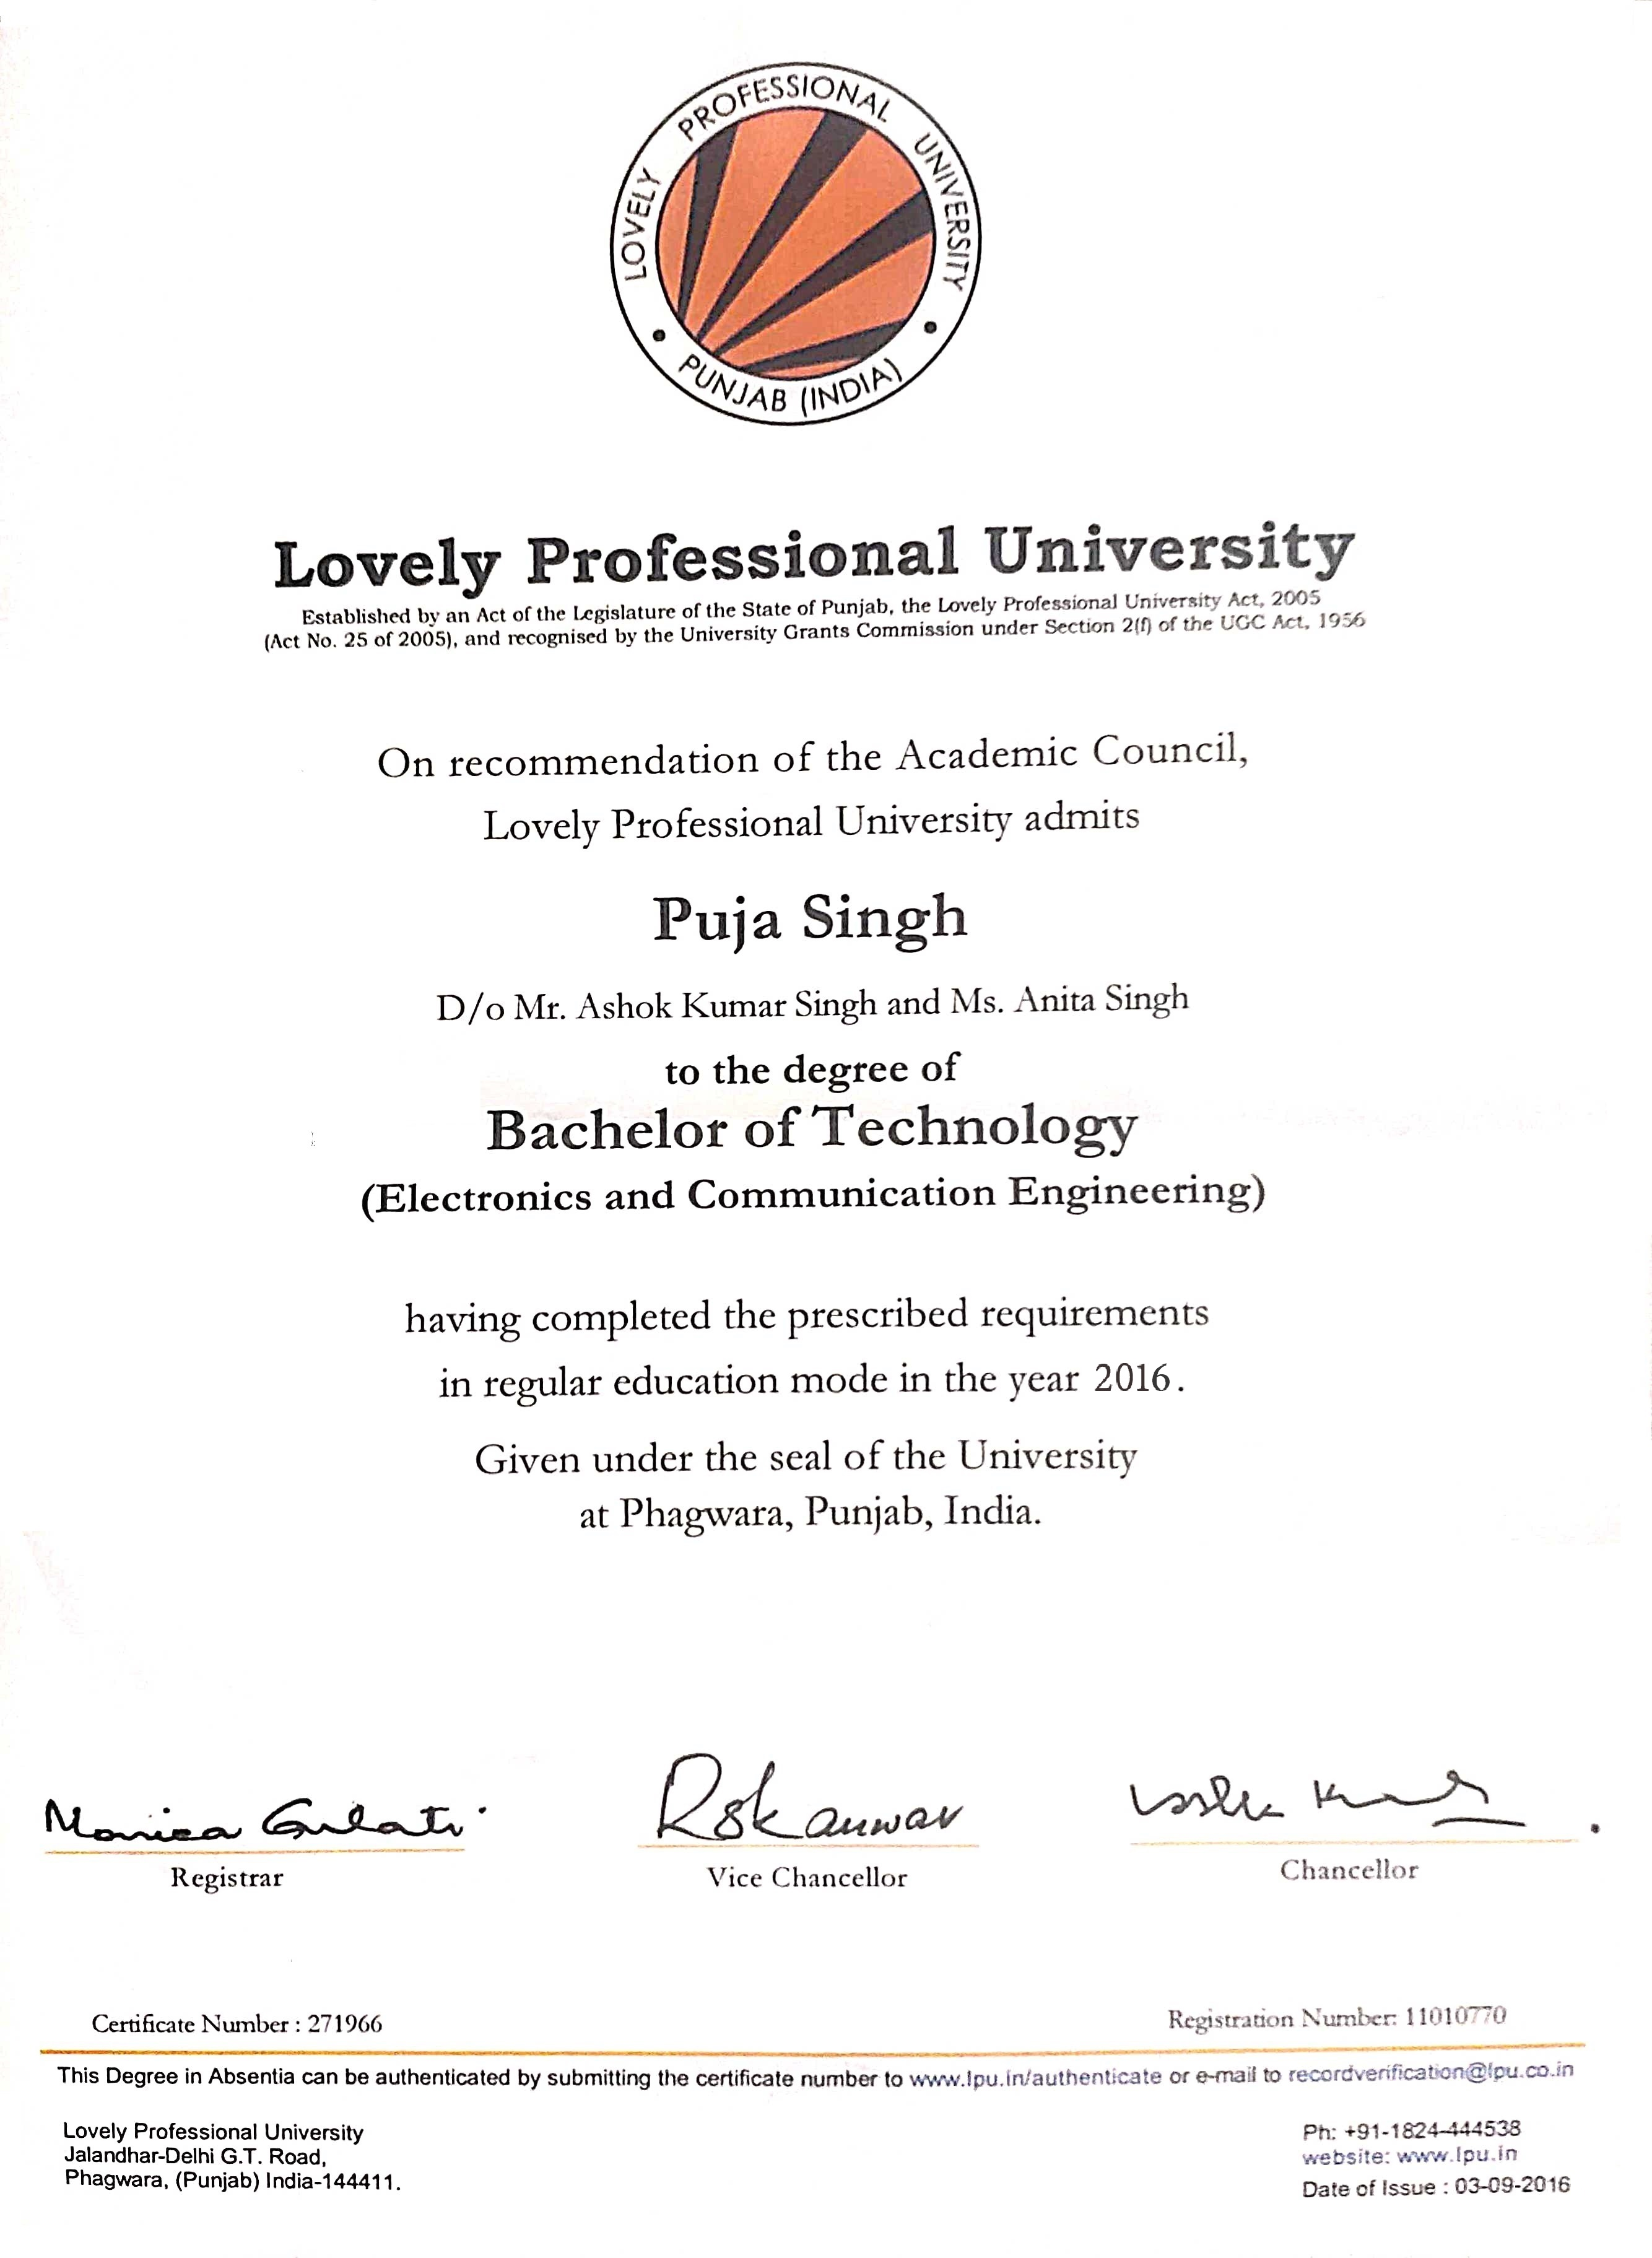 LOVELY PROFESSIONAL UNIVERSITY
• PUNJAB (INDIA) •
Lovely Professional University
Established by an Act of the Legislature of the State of Punjab, the Lovely Professional University Act, 2005
(Act No. 25 of 2005), and recognised by the University Grants Commission under Section 2(f) of the UGC Act, 1956
On recommendation of the Academic Council,
Lovely Professional University admits
Puja Singh
D/o Mr. Ashok Kumar Singh and Ms. Anita Singh
to the degree of
Bachelor of Technology
(Electronics and Communication Engineering)
having completed the prescribed requirements
in regular education mode in the year 2016.
Given under the seal of the University
at Phagwara, Punjab, India.
Monica Gulati
Rskanwar
Registrar
Vice Chancellor
Chancellor
Certificate Number : 271966
Registration Number: 11010770
This Degree in Absentia can be authenticated by submitting the certificate number to www.lpu.in/authenticate or e-mail to recordverification@lpu.co.in
Lovely Professional University
Jalandhar-Delhi G.T. Road,
Phagwara, (Punjab) India-144411.
Ph: +91-1824-444538
website: www.lpu.in
Date of Issue : 03-09-2016